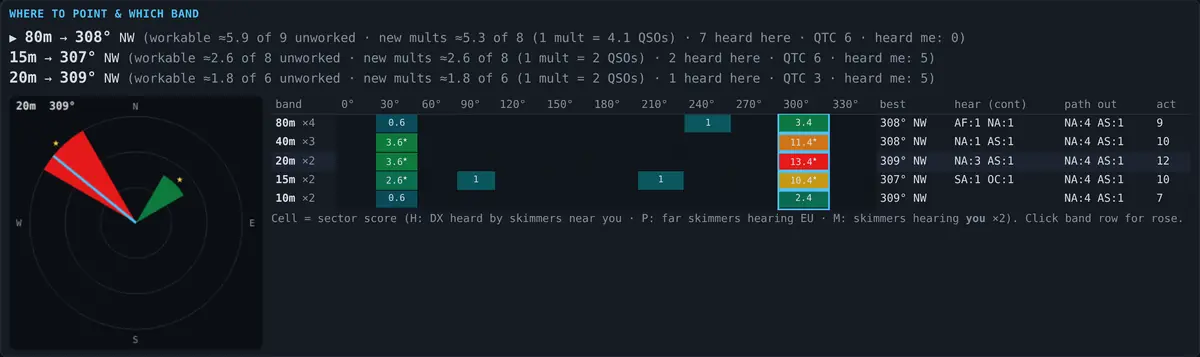 WHERE TO POINT & WHICH BAND
▶ 80m → 308° NW (workable ≈5.9 of 9 unworked · new mults ≈5.3 of 8 (1 mult = 4.1 QSOs) · 7 heard here · QTC 6 · heard me: 0)
15m → 307° NW (workable ≈2.6 of 8 unworked · new mults ≈2.6 of 8 (1 mult = 2 QSOs) · 2 heard here · QTC 6 · heard me: 5)
20m → 309° NW (workable ≈1.8 of 6 unworked · new mults ≈1.8 of 6 (1 mult = 2 QSOs) · 1 heard here · QTC 3 · heard me: 5)
20m 309°
N
W
E
S
band 0° 30° 60° 90° 120° 150° 180° 210° 240° 270° 300° 330° best hear (cont) path out act
80m ×4 0.6 1 3.4 308° NW AF:1 NA:1 NA:4 AS:1 9
40m ×3 3.6* 11.4* 308° NW NA:1 AS:1 NA:4 AS:1 10
20m ×2 3.6* 13.4* 309° NW NA:3 AS:1 NA:4 AS:1 12
15m ×2 2.6* 1 1 10.4* 307° NW SA:1 OC:1 NA:4 AS:1 10
10m ×2 0.6 2.4 309° NW NA:4 AS:1 7
Cell = sector score (H: DX heard by skimmers near you · P: far skimmers hearing EU · M: skimmers hearing you ×2). Click band row for rose.